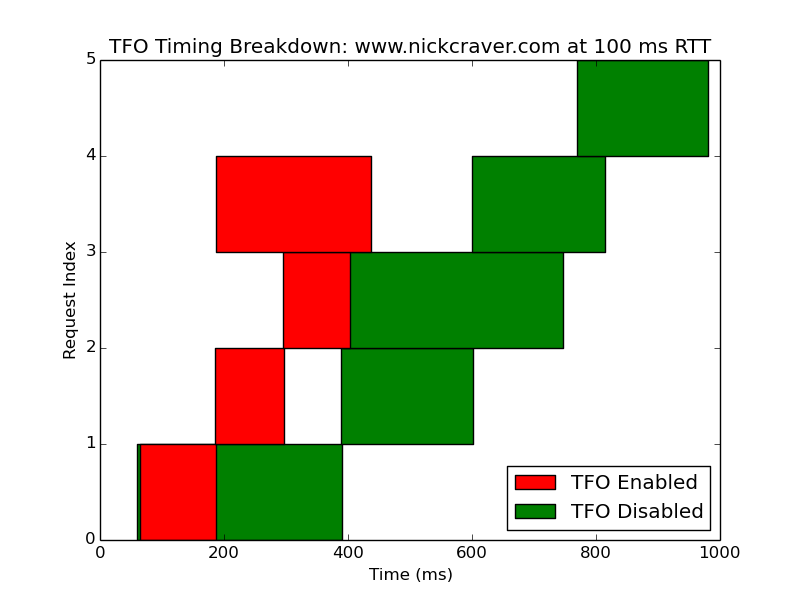 TFO Timing Breakdown: www.nickcraver.com at 100 ms RTT
5
4
3
2
1
0
Request Index
0 200 400 600 800 1000
Time (ms)
TFO Enabled
TFO Disabled